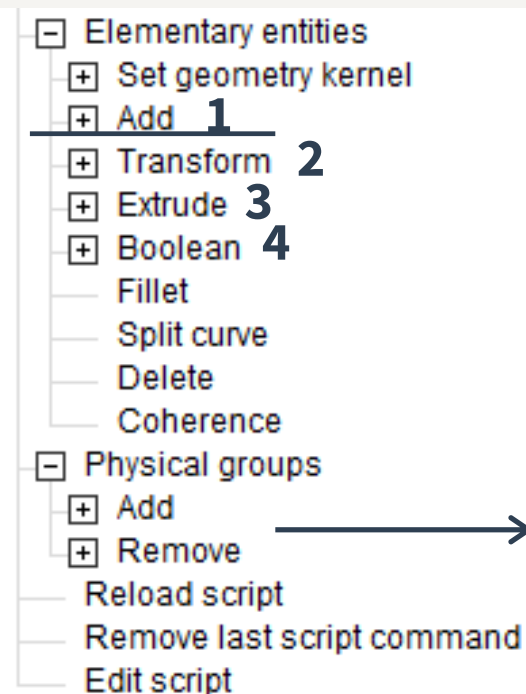 Elementary entities
Set geometry kernel
Add 1
Transform 2
Extrude 3
Boolean 4
Fillet
Split curve
Delete
Coherence
Physical groups
Add
Remove
Reload script
Remove last script command
Edit script